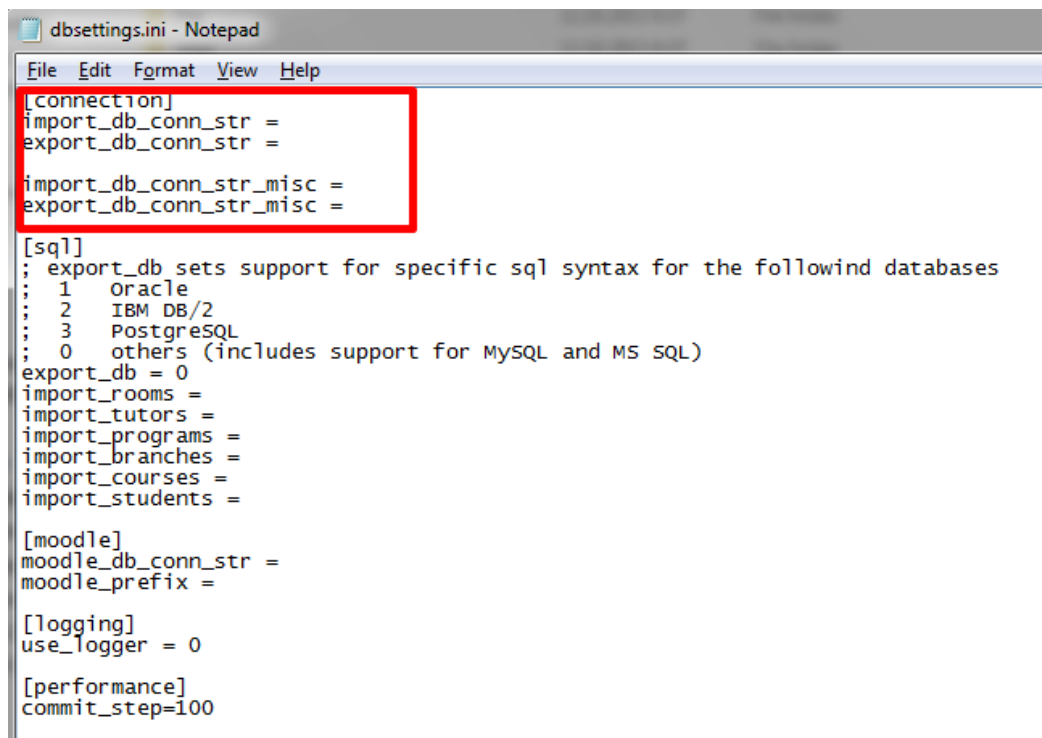 dbsettings.ini - Notepad
File Edit Format View Help
[connection]
import_db_conn_str =
export_db_conn_str =
import_db_conn_str_misc =
export_db_conn_str_misc =
[sql]
; export_db sets support for specific sql syntax for the followind databases
; 1 Oracle
; 2 IBM DB/2
; 3 PostgreSQL
; 0 others (includes support for MySQL and MS SQL)
export_db = 0
import_rooms =
import_tutors =
import_programs =
import_branches =
import_courses =
import_students =
[moodle]
moodle_db_conn_str =
moodle_prefix =
[logging]
use_logger = 0
[performance]
commit_step=100